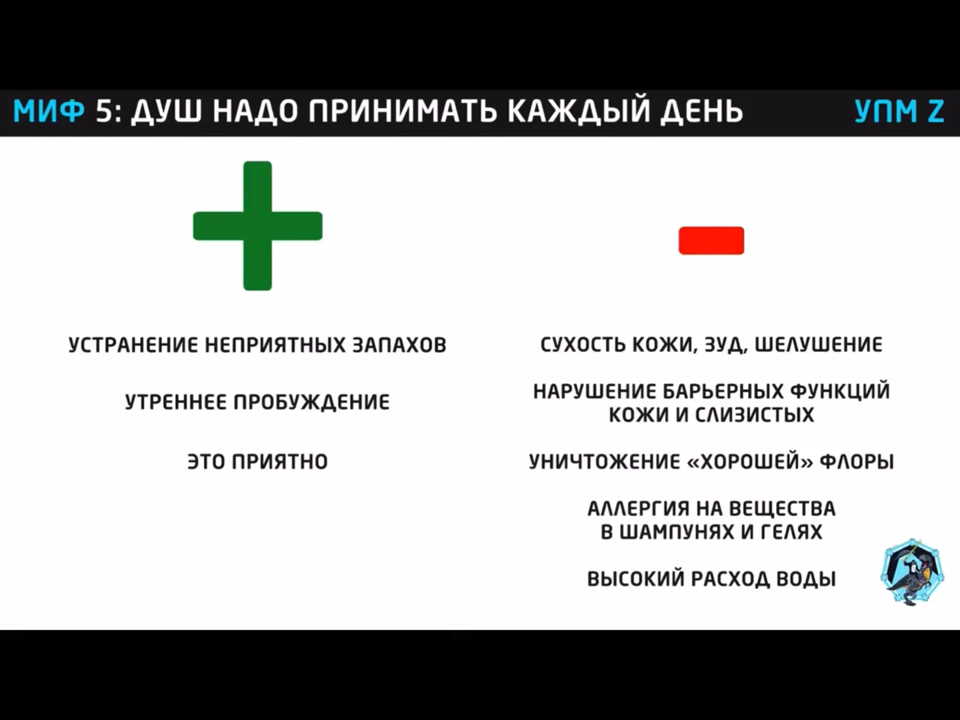 МИФ 5: ДУШ НАДО ПРИНИМАТЬ КАЖДЫЙ ДЕНЬ
УПМ Z
УСТРАНЕНИЕ НЕПРИЯТНЫХ ЗАПАХОВ
УТРЕННЕЕ ПРОБУЖДЕНИЕ
ЭТО ПРИЯТНО
СУХОСТЬ КОЖИ, ЗУД, ШЕЛУШЕНИЕ
НАРУШЕНИЕ БАРЬЕРНЫХ ФУНКЦИЙ
КОЖИ И СЛИЗИСТЫХ
УНИЧТОЖЕНИЕ «ХОРОШЕЙ» ФЛОРЫ
АЛЛЕРГИЯ НА ВЕЩЕСТВА
В ШАМПУНЯХ И ГЕЛЯХ
ВЫСОКИЙ РАСХОД ВОДЫ